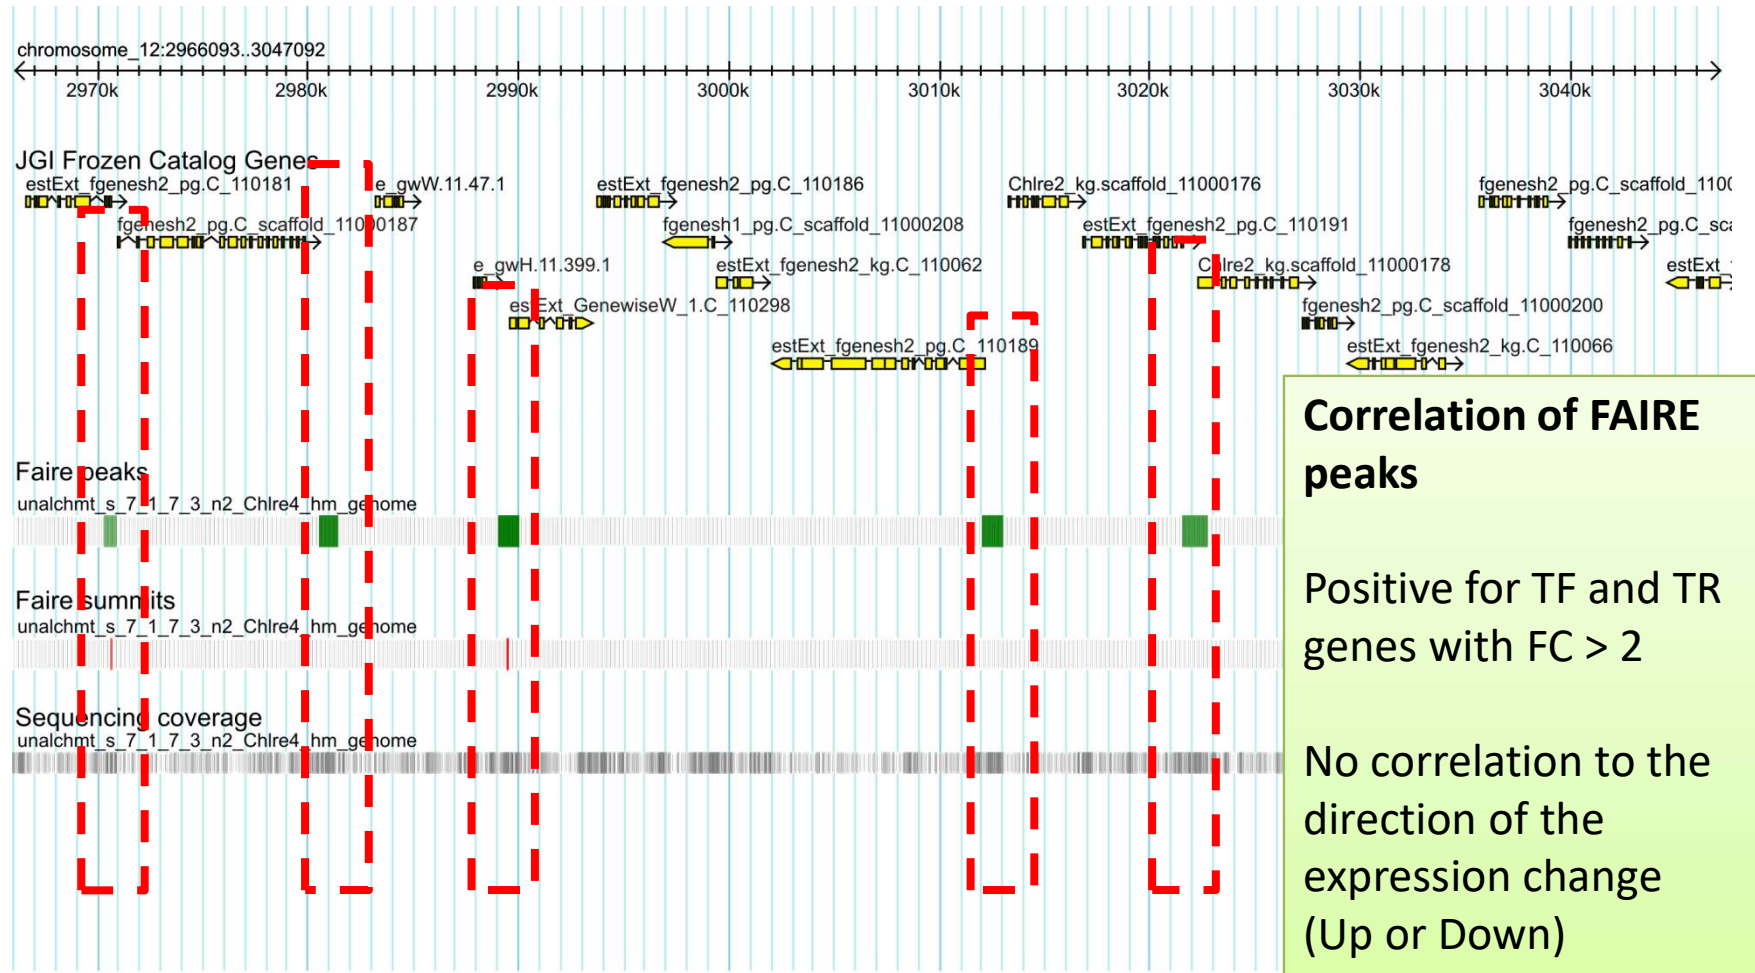 chromosome_12:2966093..3047092
2970k 2980k 2990k 3000k 3010k 3020k 3030k 3040k
JGI Frozen Catalog Genes
estExt_fgenesh2_pg.C_110181 e_gwW.11.47.1 estExt_fgenesh2_pg.C_110186 Chlre2_kg.scaffold_11000176 fgenesh2_pg.C_scaffold_1100
fgenesh2_pg.C_scaffold_11000187 fgenesh1_pg.C_scaffold_11000208 estExt_fgenesh2_pg.C_110191 fgenesh2_pg.C_sca
e_gwH.11.399.1 estExt_fgenesh2_kg.C_110062 Chlre2_kg.scaffold_11000178 estExt_
estExt_GenewiseW_1.C_110298 fgenesh2_pg.C_scaffold_11000200
estExt_fgenesh2_pg.C_110189 estExt_fgenesh2_kg.C_110066
Faire peaks
unalchmt_s_7_1_7_3_n2_Chlre4_hm_genome
Faire summits
unalchmt_s_7_1_7_3_n2_Chlre4_hm_genome
Sequencing coverage
unalchmt_s_7_1_7_3_n2_Chlre4_hm_genome
Correlation of FAIRE
peaks
Positive for TF and TR
genes with FC > 2
No correlation to the
direction of the
expression change
(Up or Down)